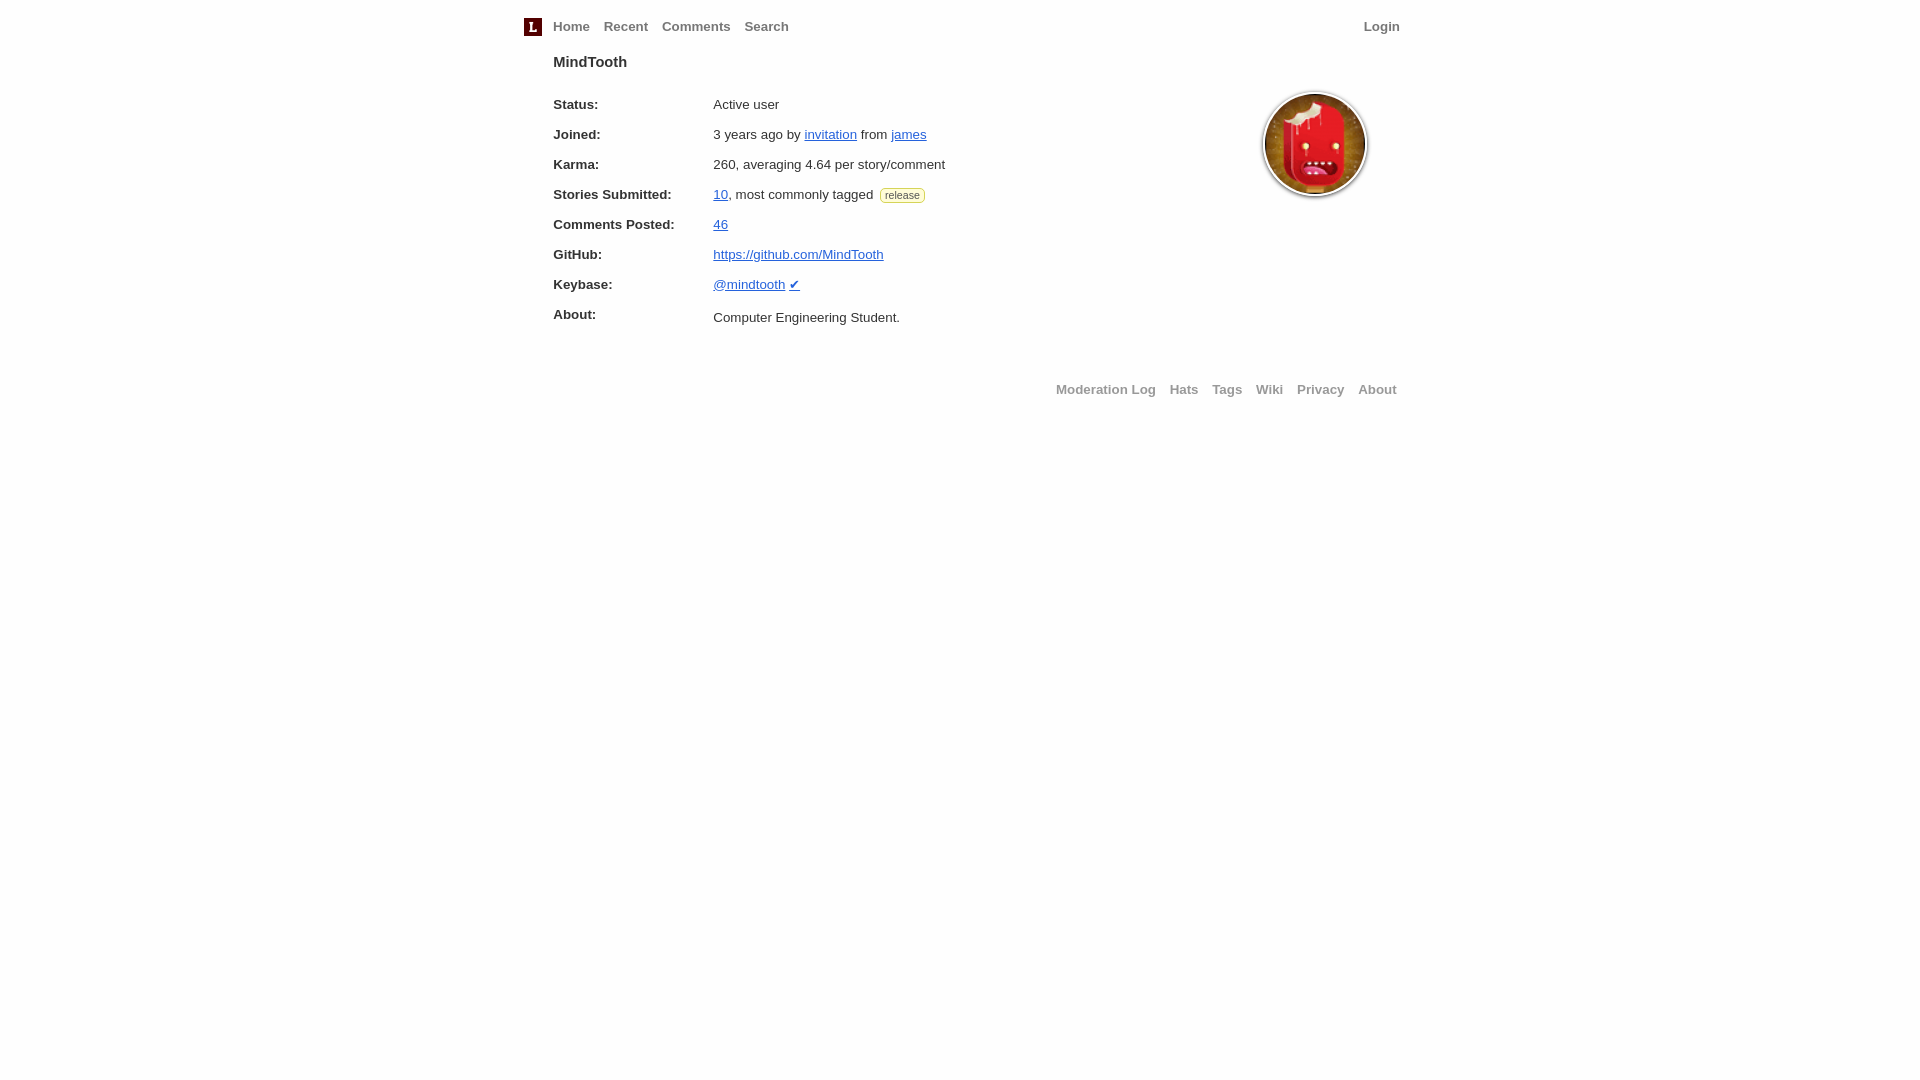 L Home Recent Comments Search Login
MindTooth
Status: Active user
Joined: 3 years ago by invitation from james
Karma: 260, averaging 4.64 per story/comment
Stories Submitted: 10, most commonly tagged release
Comments Posted: 46
GitHub: https://github.com/MindTooth
Keybase: @mindtooth ✔
About: Computer Engineering Student.
Moderation Log Hats Tags Wiki Privacy About